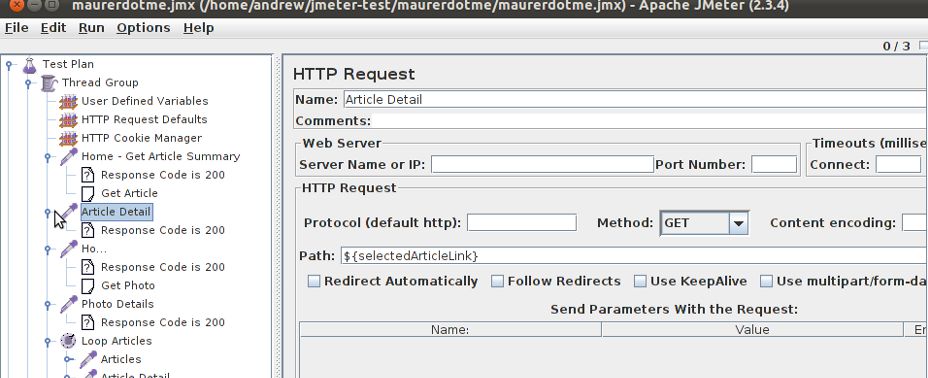 maurerdotme.jmx (/home/andrew/jmeter-test/maurerdotme/maurerdotme.jmx) - Apache JMeter (2.3.4)
File Edit Run Options Help
0 / 3
Test Plan
Thread Group
User Defined Variables
HTTP Request Defaults
HTTP Cookie Manager
Home - Get Article Summary
Response Code is 200
Get Article
Article Detail
Response Code is 200
Ho...
Response Code is 200
Get Photo
Photo Details
Response Code is 200
Loop Articles
Articles
Article Detail
HTTP Request
Name: Article Detail
Comments:
Web Server
Timeouts (millise
Server Name or IP: Port Number: Connect:
HTTP Request
Protocol (default http): Method: GET Content encoding:
Path: ${selectedArticleLink}
Redirect Automatically Follow Redirects Use KeepAlive Use multipart/form-da
Send Parameters With the Request:
Name: Value En